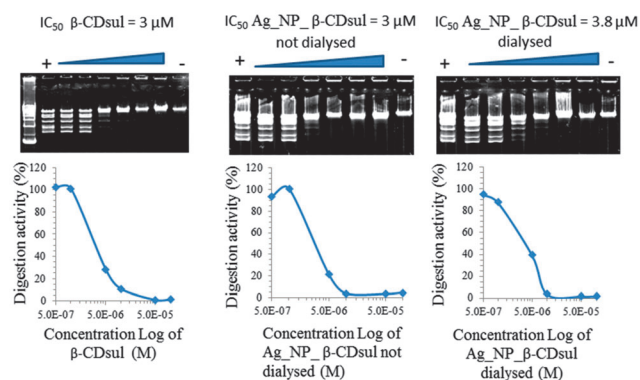 IC50 β-CDsul = 3 µM
+ -
120
100
80
60
40
20
0
Digestion activity (%)
5.0E-07 5.0E-06 5.0E-05
Concentration Log of
β-CDsul (M)
IC50 Ag_NP_ β-CDsul = 3 µM
not dialysed
+ -
120
100
80
60
40
20
0
Digestion activity (%)
5.0E-07 5.0E-06 5.0E-05
Concentration Log of
Ag_NP_ β-CDsul not
dialysed (M)
IC50 Ag_NP_ β-CDsul = 3.8 µM
dialysed
+ -
120
100
80
60
40
20
0
Digestion activity (%)
5.0E-07 5.0E-06 5.0E-05
Concentration Log of
Ag_NP_β-CDsul
dialysed (M)